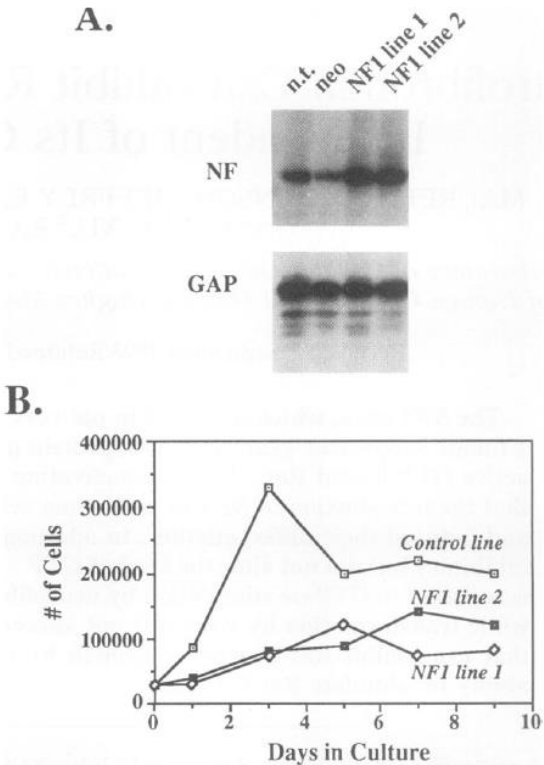 A.
n.t. neo NF1 line 1 NF1 line 2
NF
GAP
B.
400000
300000
200000
100000
0
# of Cells
Control line
NF1 line 2
NF1 line 1
0 2 4 6 8 10
Days in Culture